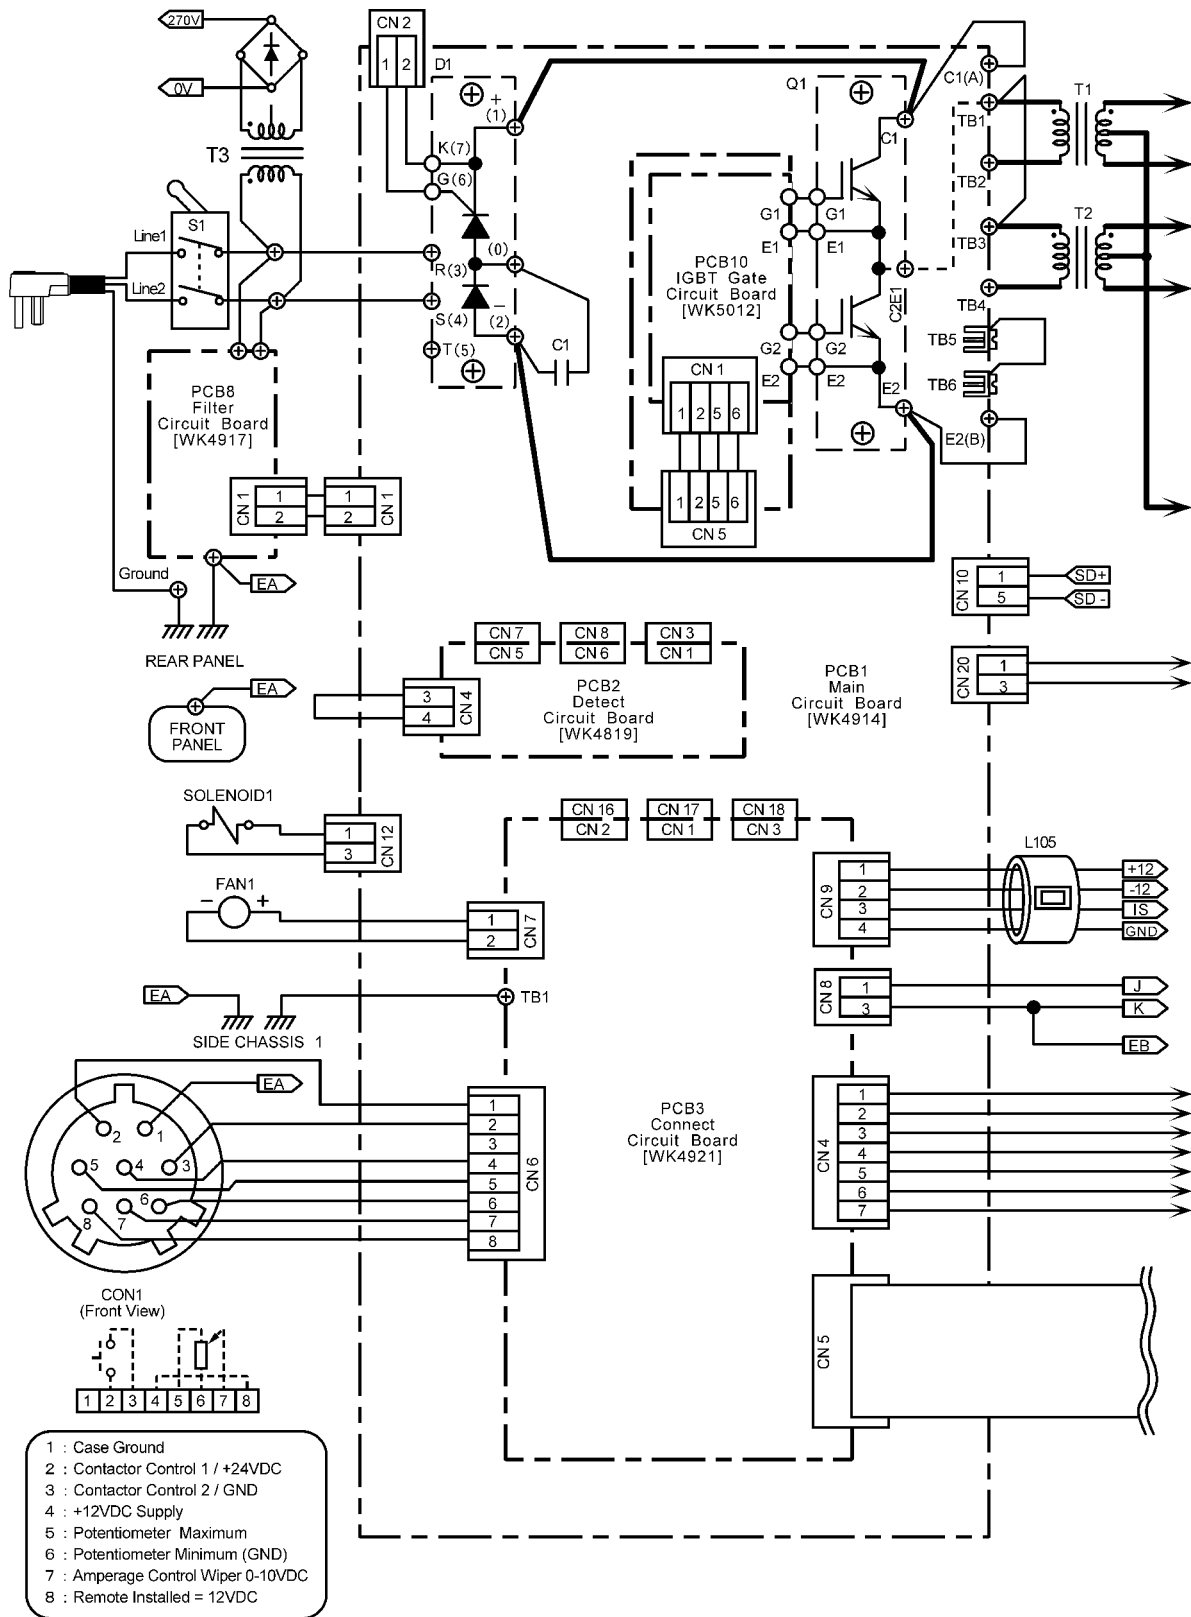 270V
0V
T3
CN 2
1 2
D1
+
(1)
K(7)
G(6)
(0)
R(3)
S(4)
−
(2)
T(5)
C1
S1
Line1
Line2
PCB8
Filter
Circuit Board
[WK4917]
CN 1
1
2
CN 1
1
2
Ground
EA
REAR PANEL
EA
FRONT
PANEL
Q1
C1
G1
E1
G1
E1
C2E1
G2
E2
G2
E2
E2
PCB10
IGBT Gate
Circuit Board
[WK5012]
CN 1
1 2 5 6
1 2 5 6
CN 5
C1(A)
TB1
TB2
TB3
TB4
TB5
TB6
E2(B)
T1
T2
CN 10
1
5
SD+
SD -
CN 20
1
3
PCB1
Main
Circuit Board
[WK4914]
CN 7
CN 5
CN 8
CN 6
CN 3
CN 1
PCB2
Detect
Circuit Board
[WK4819]
3
4
CN 4
SOLENOID1
1
3
CN 12
FAN1
−
+
1
2
CN 7
CN 16
CN 2
CN 17
CN 1
CN 18
CN 3
EA
SIDE CHASSIS 1
TB1
CN 9
1
2
3
4
L105
+12
-12
IS
GND
CN 8
1
3
J
K
EB
EA
2
1
5
4
3
8
7
6
1
2
3
4
5
6
7
8
CN 6
PCB3
Connect
Circuit Board
[WK4921]
CN 4
1
2
3
4
5
6
7
CN 5
CON1
(Front View)
1 2 3 4 5 6 7 8
1 : Case Ground
2 : Contactor Control 1 / +24VDC
3 : Contactor Control 2 / GND
4 : +12VDC Supply
5 : Potentiometer Maximum
6 : Potentiometer Minimum (GND)
7 : Amperage Control Wiper 0-10VDC
8 : Remote Installed = 12VDC